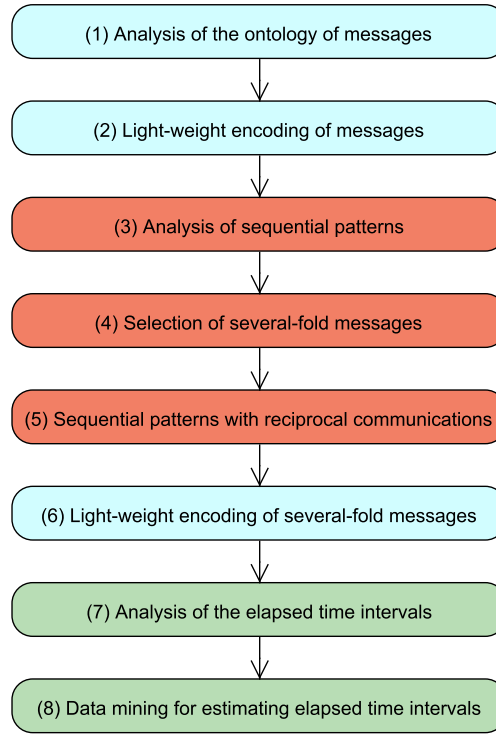 (1) Analysis of the ontology of messages
(2) Light-weight encoding of messages
(3) Analysis of sequential patterns
(4) Selection of several-fold messages
(5) Sequential patterns with reciprocal communications
(6) Light-weight encoding of several-fold messages
(7) Analysis of the elapsed time intervals
(8) Data mining for estimating elapsed time intervals